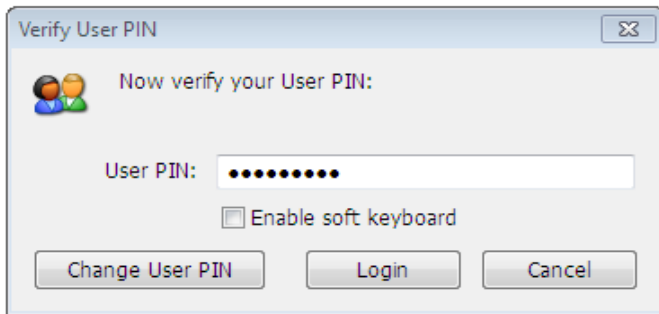 Verify User PIN
Now verify your User PIN:
User PIN: •••••••••
Enable soft keyboard
Change User PIN Login Cancel